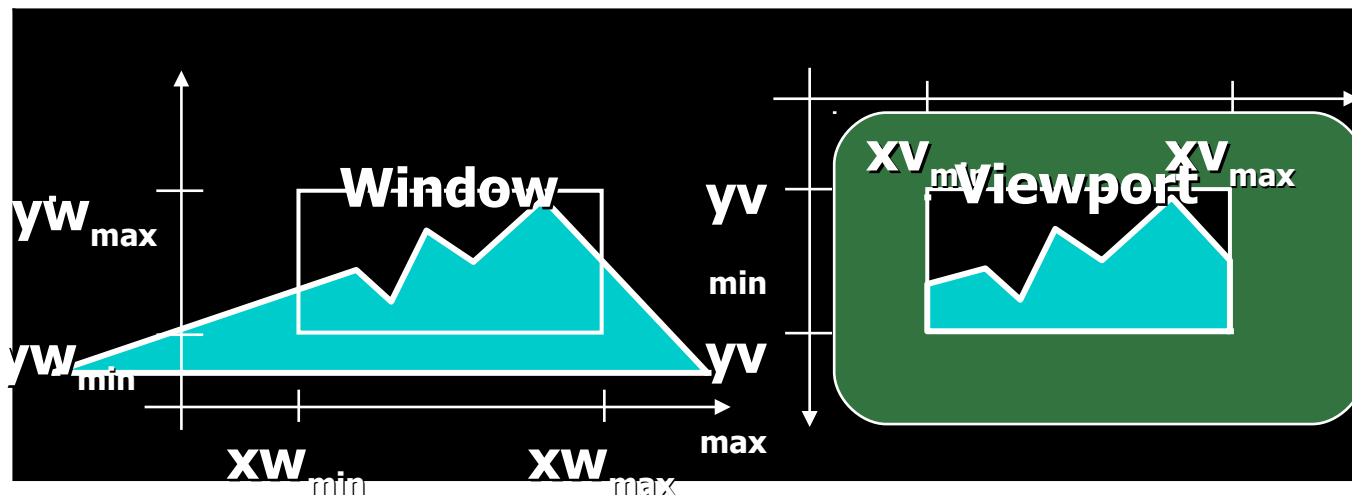 Window
yw max
yw min
xw min
xw max
xv min
xv max
Viewport
yv
min
yv
max